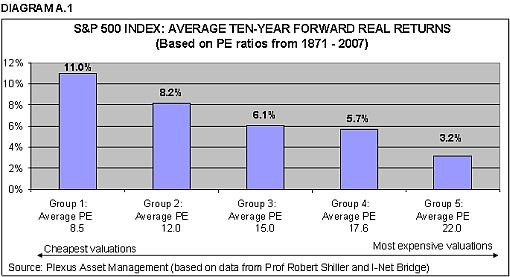 DIAGRAM A.1
S&P 500 INDEX: AVERAGE TEN-YEAR FORWARD REAL RETURNS
(Based on PE ratios from 1871 - 2007)
12%
10%
8%
6%
4%
2%
0%
11.0%
8.2%
6.1%
5.7%
3.2%
Group 1: Average PE 8.5
Group 2: Average PE 12.0
Group 3: Average PE 15.0
Group 4: Average PE 17.6
Group 5: Average PE 22.0
Cheapest valuations
Most expensive valuations
Source: Plexus Asset Management (based on data from Prof Robert Shiller and I-Net Bridge)